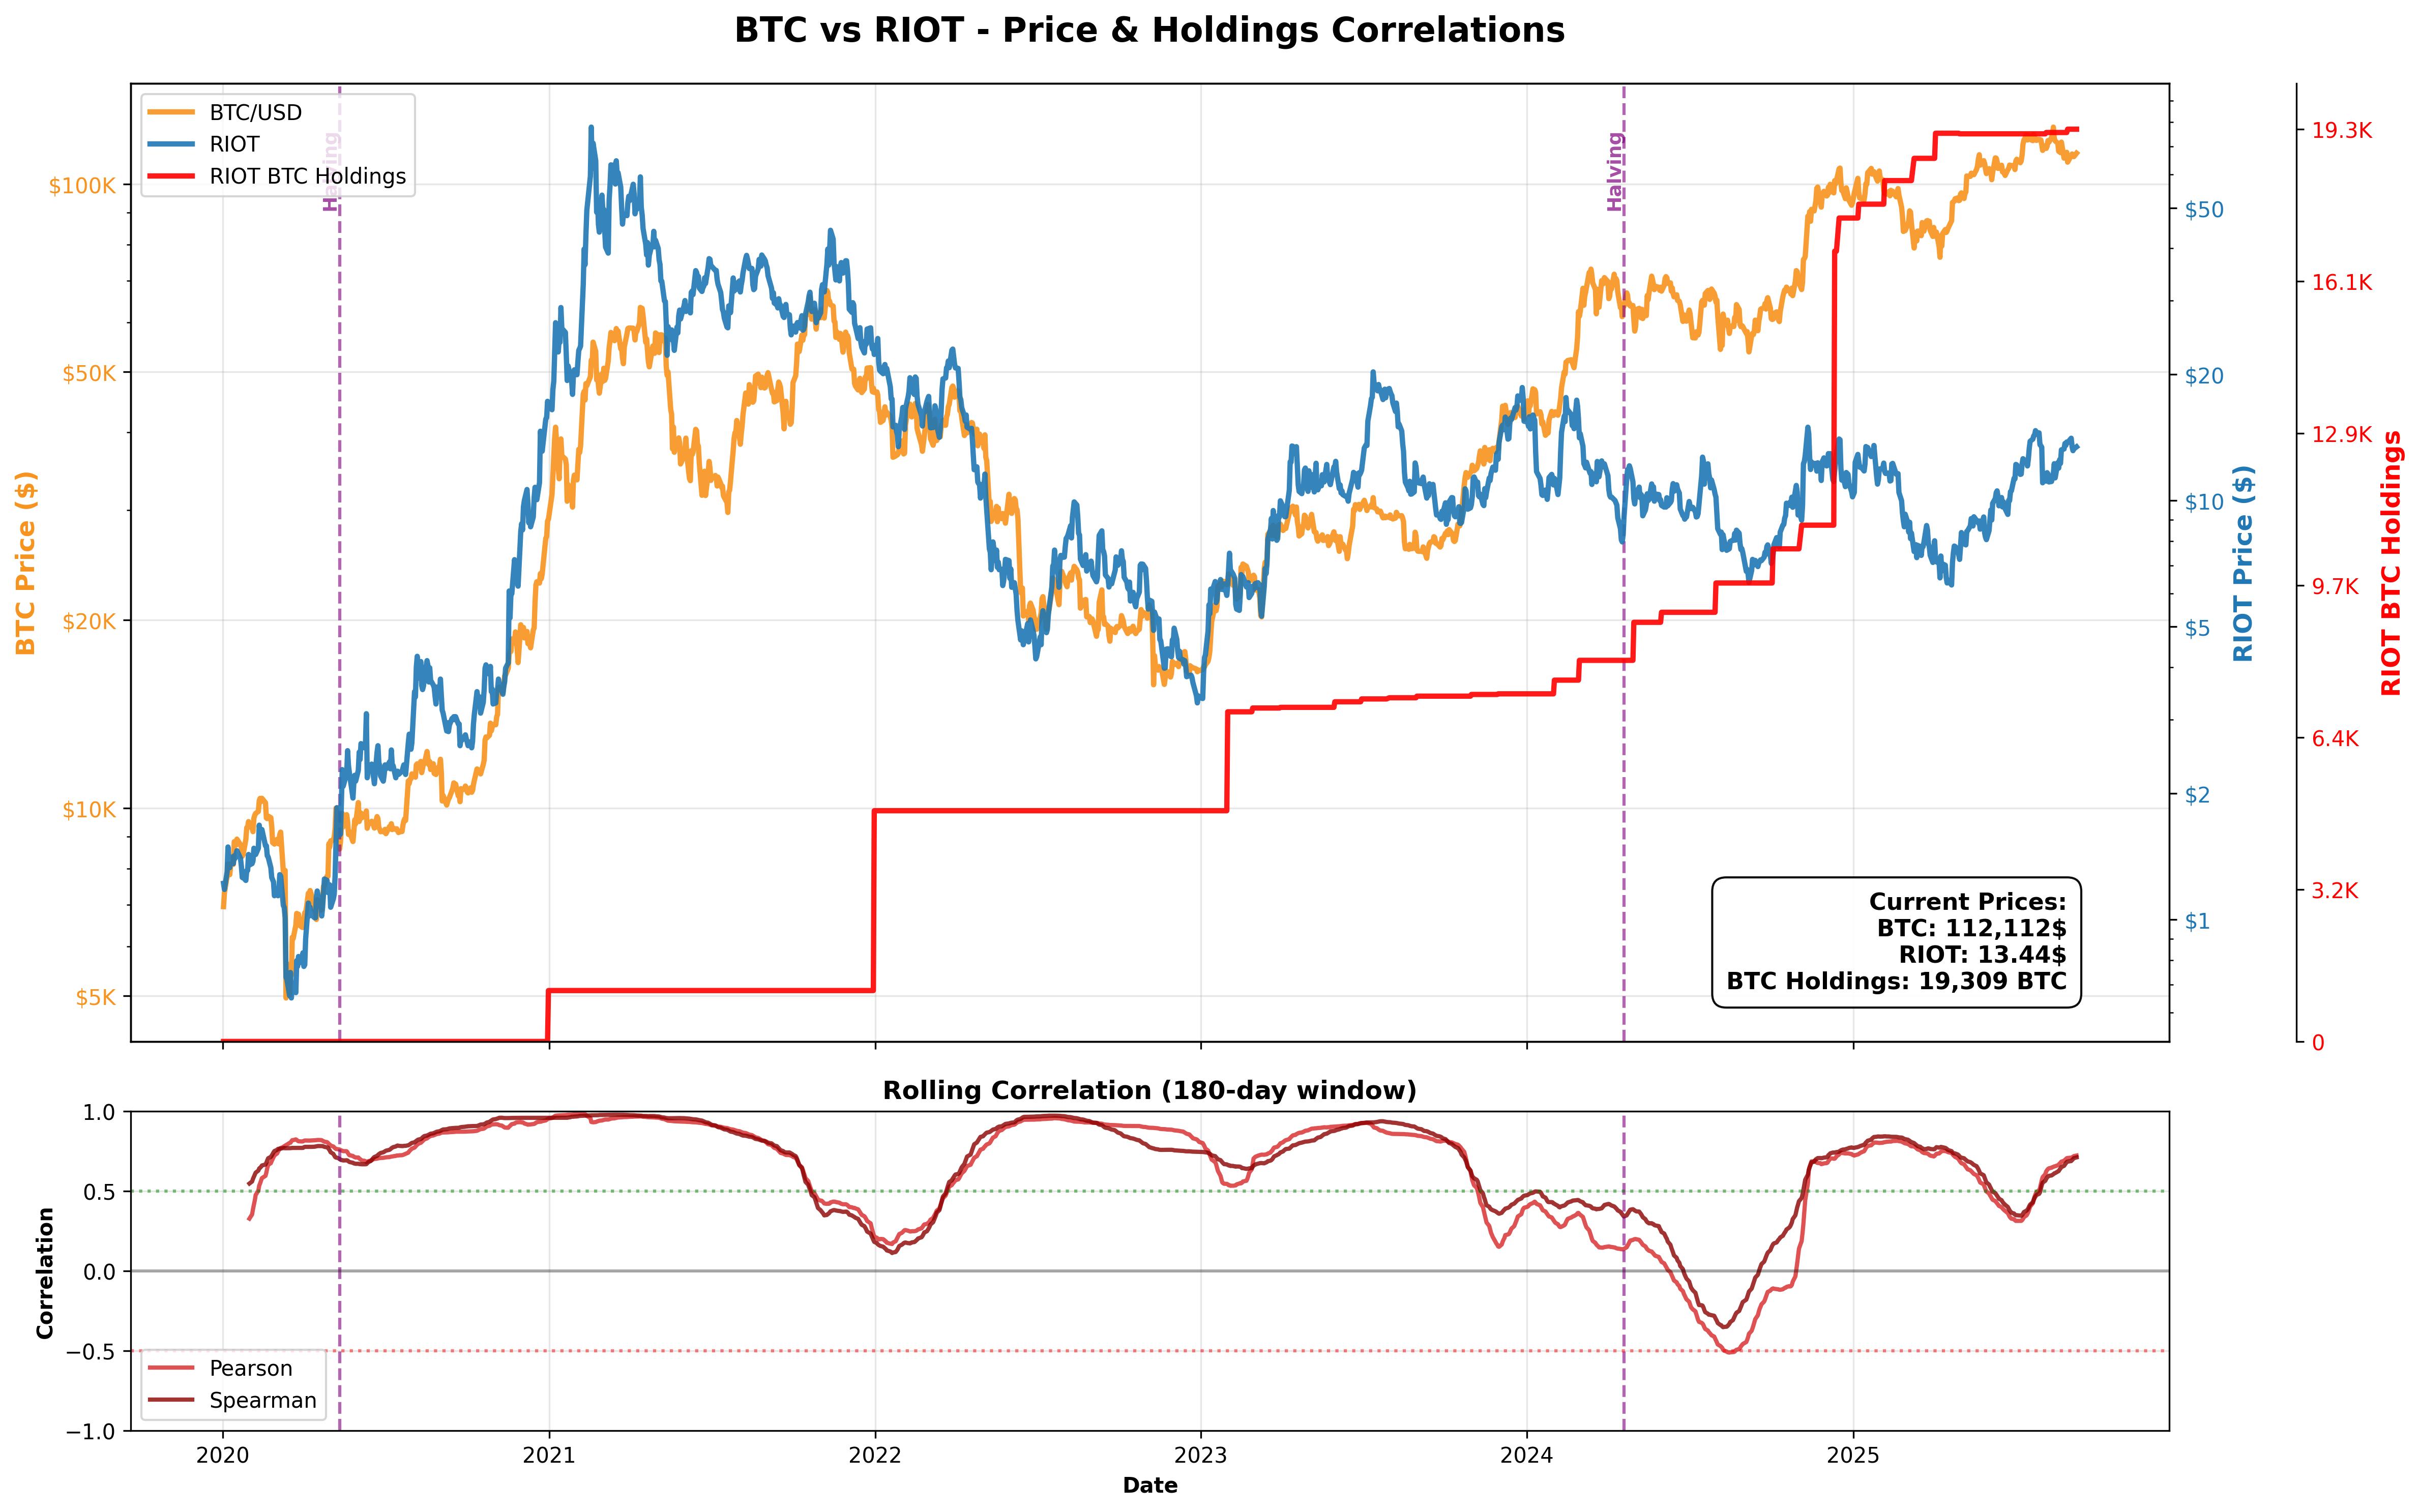 BTC vs RIOT - Price & Holdings Correlations
BTC/USD
RIOT
RIOT BTC Holdings
Halving
Halving
$100K
$50K
$20K
$10K
$5K
BTC Price ($)
$50
$20
$10
$5
$2
$1
RIOT Price ($)
19.3K
16.1K
12.9K
9.7K
6.4K
3.2K
0
RIOT BTC Holdings
Current Prices:
BTC: 112,112$
RIOT: 13.44$
BTC Holdings: 19,309 BTC
Rolling Correlation (180-day window)
1.0
0.5
0.0
−0.5
−1.0
Correlation
Pearson
Spearman
2020 2021 2022 2023 2024 2025
Date